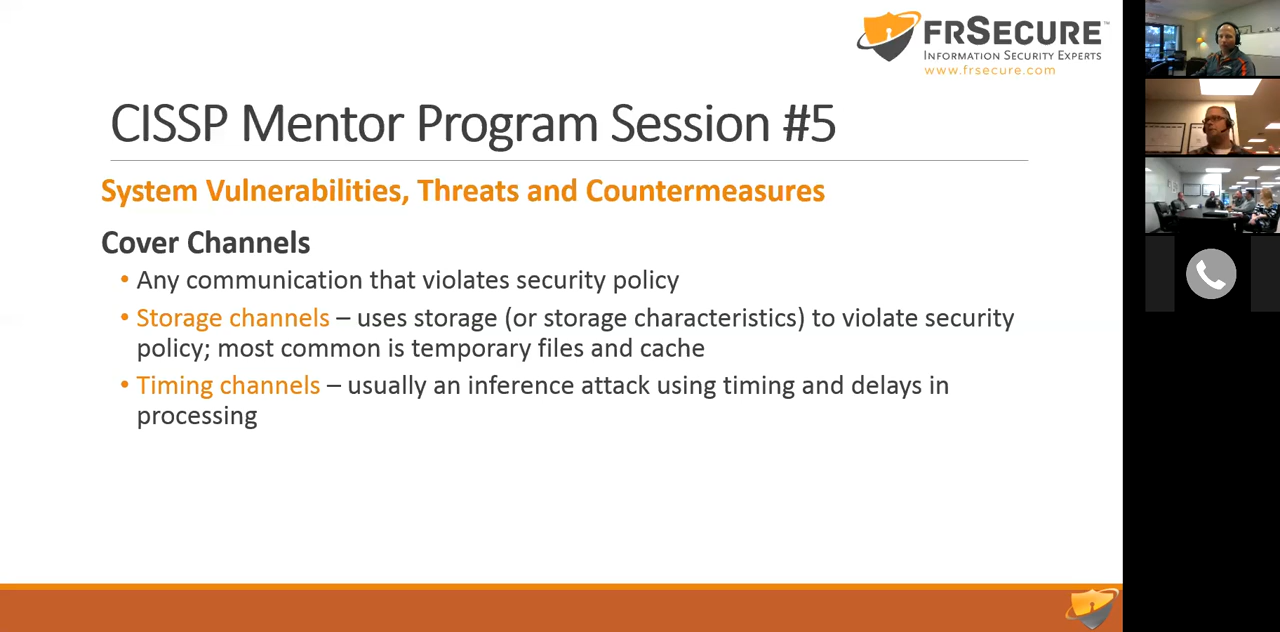 FRSECURE™
INFORMATION SECURITY EXPERTS
www.frsecure.com
CISSP Mentor Program Session #5
System Vulnerabilities, Threats and Countermeasures
Cover Channels
• Any communication that violates security policy
• Storage channels – uses storage (or storage characteristics) to violate security
policy; most common is temporary files and cache
• Timing channels – usually an inference attack using timing and delays in
processing